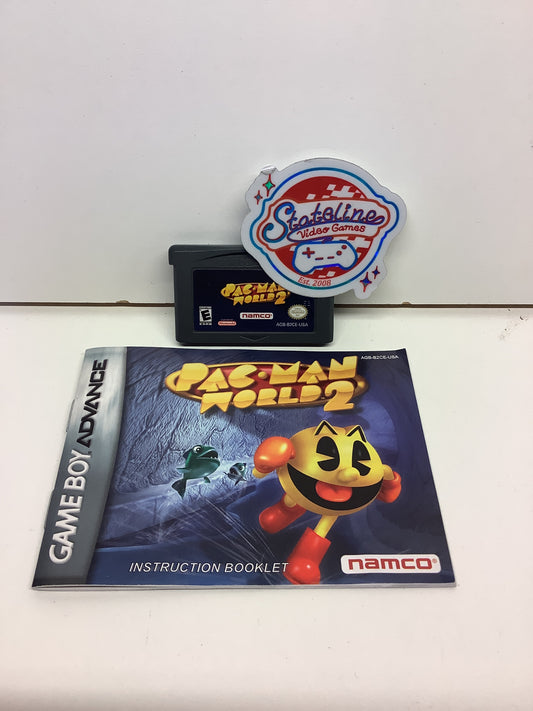 Stateline
Video Games
Est. 2008
PAC-MAN
WORLD 2
E
namco
AGB-B2CE-USA
AGB-B2CE-USA
GAME BOY ADVANCE
PAC-MAN
WORLD 2
INSTRUCTION BOOKLET
namco